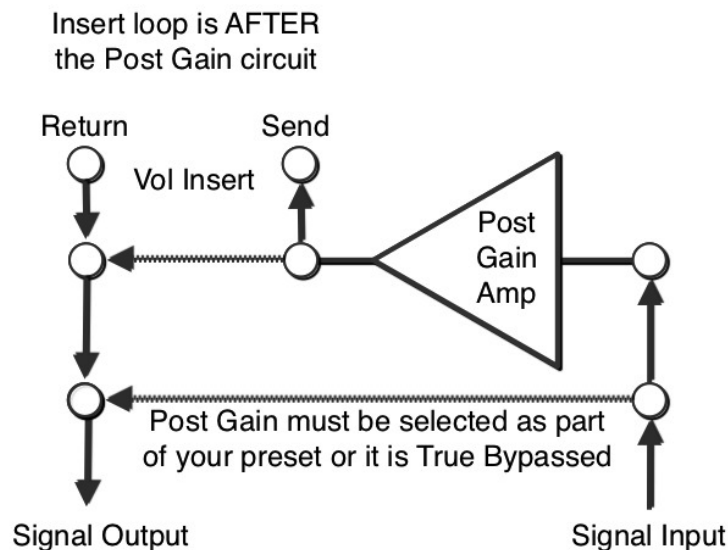 Insert loop is AFTER
the Post Gain circuit
Return
Send
Vol Insert
Post
Gain
Amp
Post Gain must be selected as part
of your preset or it is True Bypassed
Signal Output
Signal Input